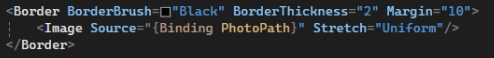 <Border BorderBrush="Black" BorderThickness="2" Margin="10">
    <Image Source="{Binding PhotoPath}" Stretch="Uniform"/>
</Border>